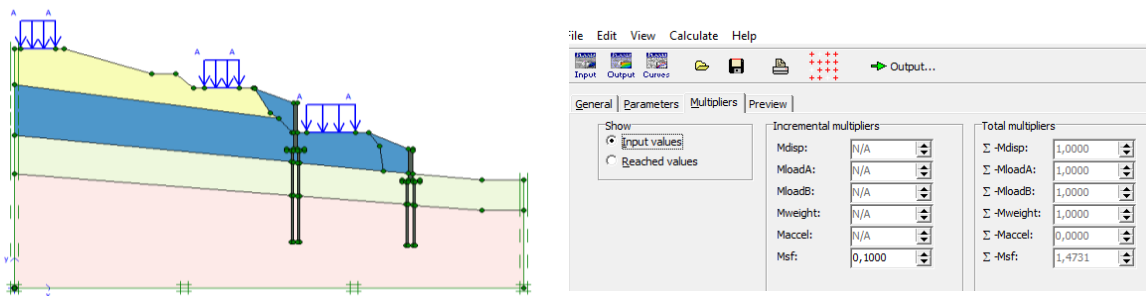 A A
A A
A A
Y
x
ile Edit View Calculate Help
Input Output Curves Output...
General Parameters Multipliers Preview
Show
Input values
Reached values
Incremental multipliers
Mdisp: N/A
MloadA: N/A
MloadB: N/A
Mweight: N/A
Maccel: N/A
Msf: 0,1000
Total multipliers
Σ -Mdisp: 1,0000
Σ -MloadA: 1,0000
Σ -MloadB: 1,0000
Σ -Mweight: 1,0000
Σ -Maccel: 0,0000
Σ -Msf: 1,4731